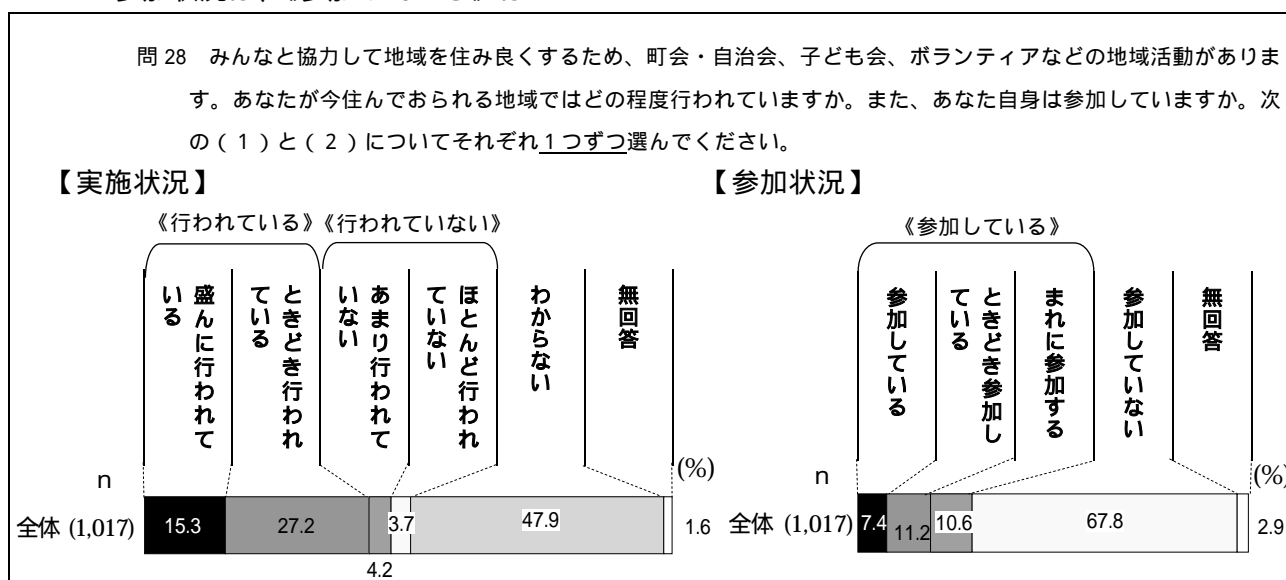 問 28 みんなと協力して地域を住み良くするため、町会・自治会、子ども会、ボランティアなどの地域活動がありま
す。あなたが今住んでおられる地域ではどの程度行われていますか。また、あなた自身は参加していますか。次
の（１）と（２）についてそれぞれ１つずつ選んでください。
【実施状況】
《行われている》《行われていない》
盛んに行われて
いる
ときどき行われ
ている
あまり行われて
いない
ほとんど行われ
ていない
わからない
無回答
n
(%)
全体 (1,017)
15.3
27.2
4.2
3.7
47.9
1.6
【参加状況】
《参加している》
参加している
ときどき参加し
ている
まれに参加する
参加していない
無回答
n
(%)
全体 (1,017)
7.4
11.2
10.6
67.8
2.9